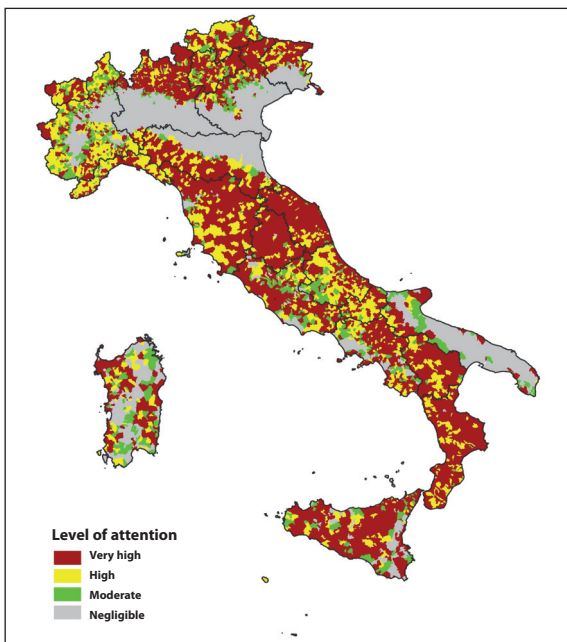 Level of attention
Very high
High
Moderate
Negligible